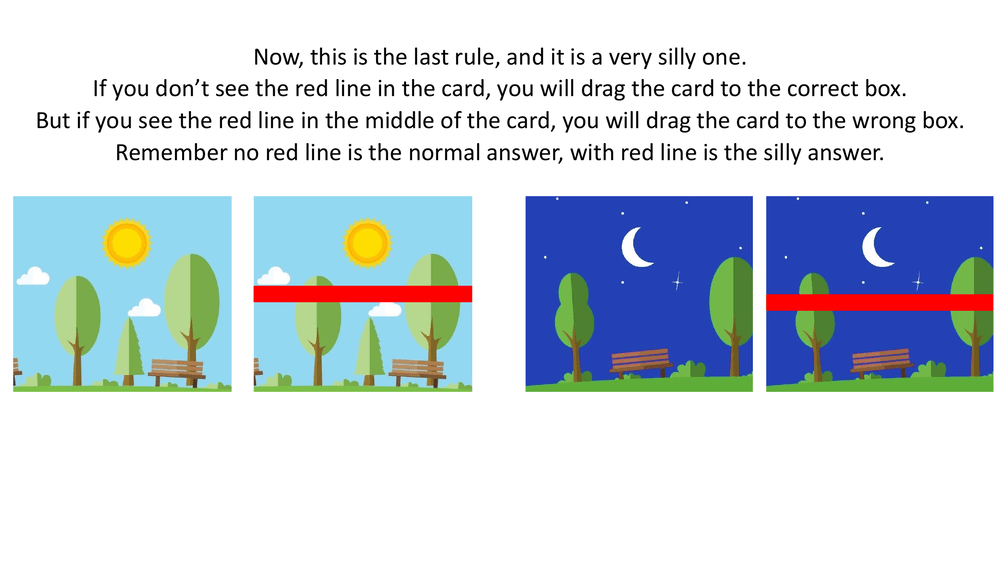 Now, this is the last rule, and it is a very silly one.
If you don’t see the red line in the card, you will drag the card to the correct box.
But if you see the red line in the middle of the card, you will drag the card to the wrong box.
Remember no red line is the normal answer, with red line is the silly answer.